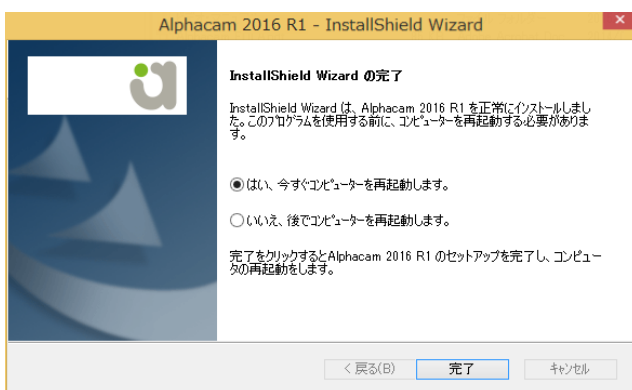 Alphacam 2016 R1 - InstallShield Wizard
InstallShield Wizard の完了
InstallShield Wizard は、Alphacam 2016 R1 を正常にインストールしまし
た。このプログラムを使用する前に、コンピューターを再起動する必要がありま
す。
はい、今すぐコンピューターを再起動します。
いいえ、後でコンピューターを再起動します。
完了をクリックするとAlphacam 2016 R1 のセットアップを完了し、コンピュー
タの再起動をします。
< 戻る(B)
完了
キャンセル